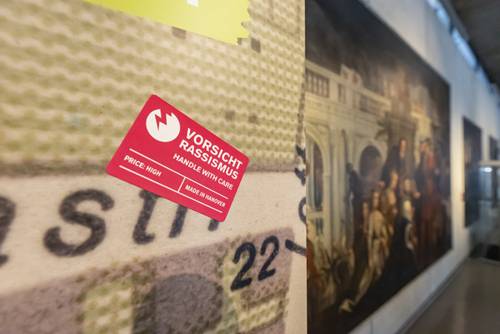 VORSICHT
RASSISMUS
HANDLE WITH CARE
PRICE: HIGH
MADE IN HANOVER
22